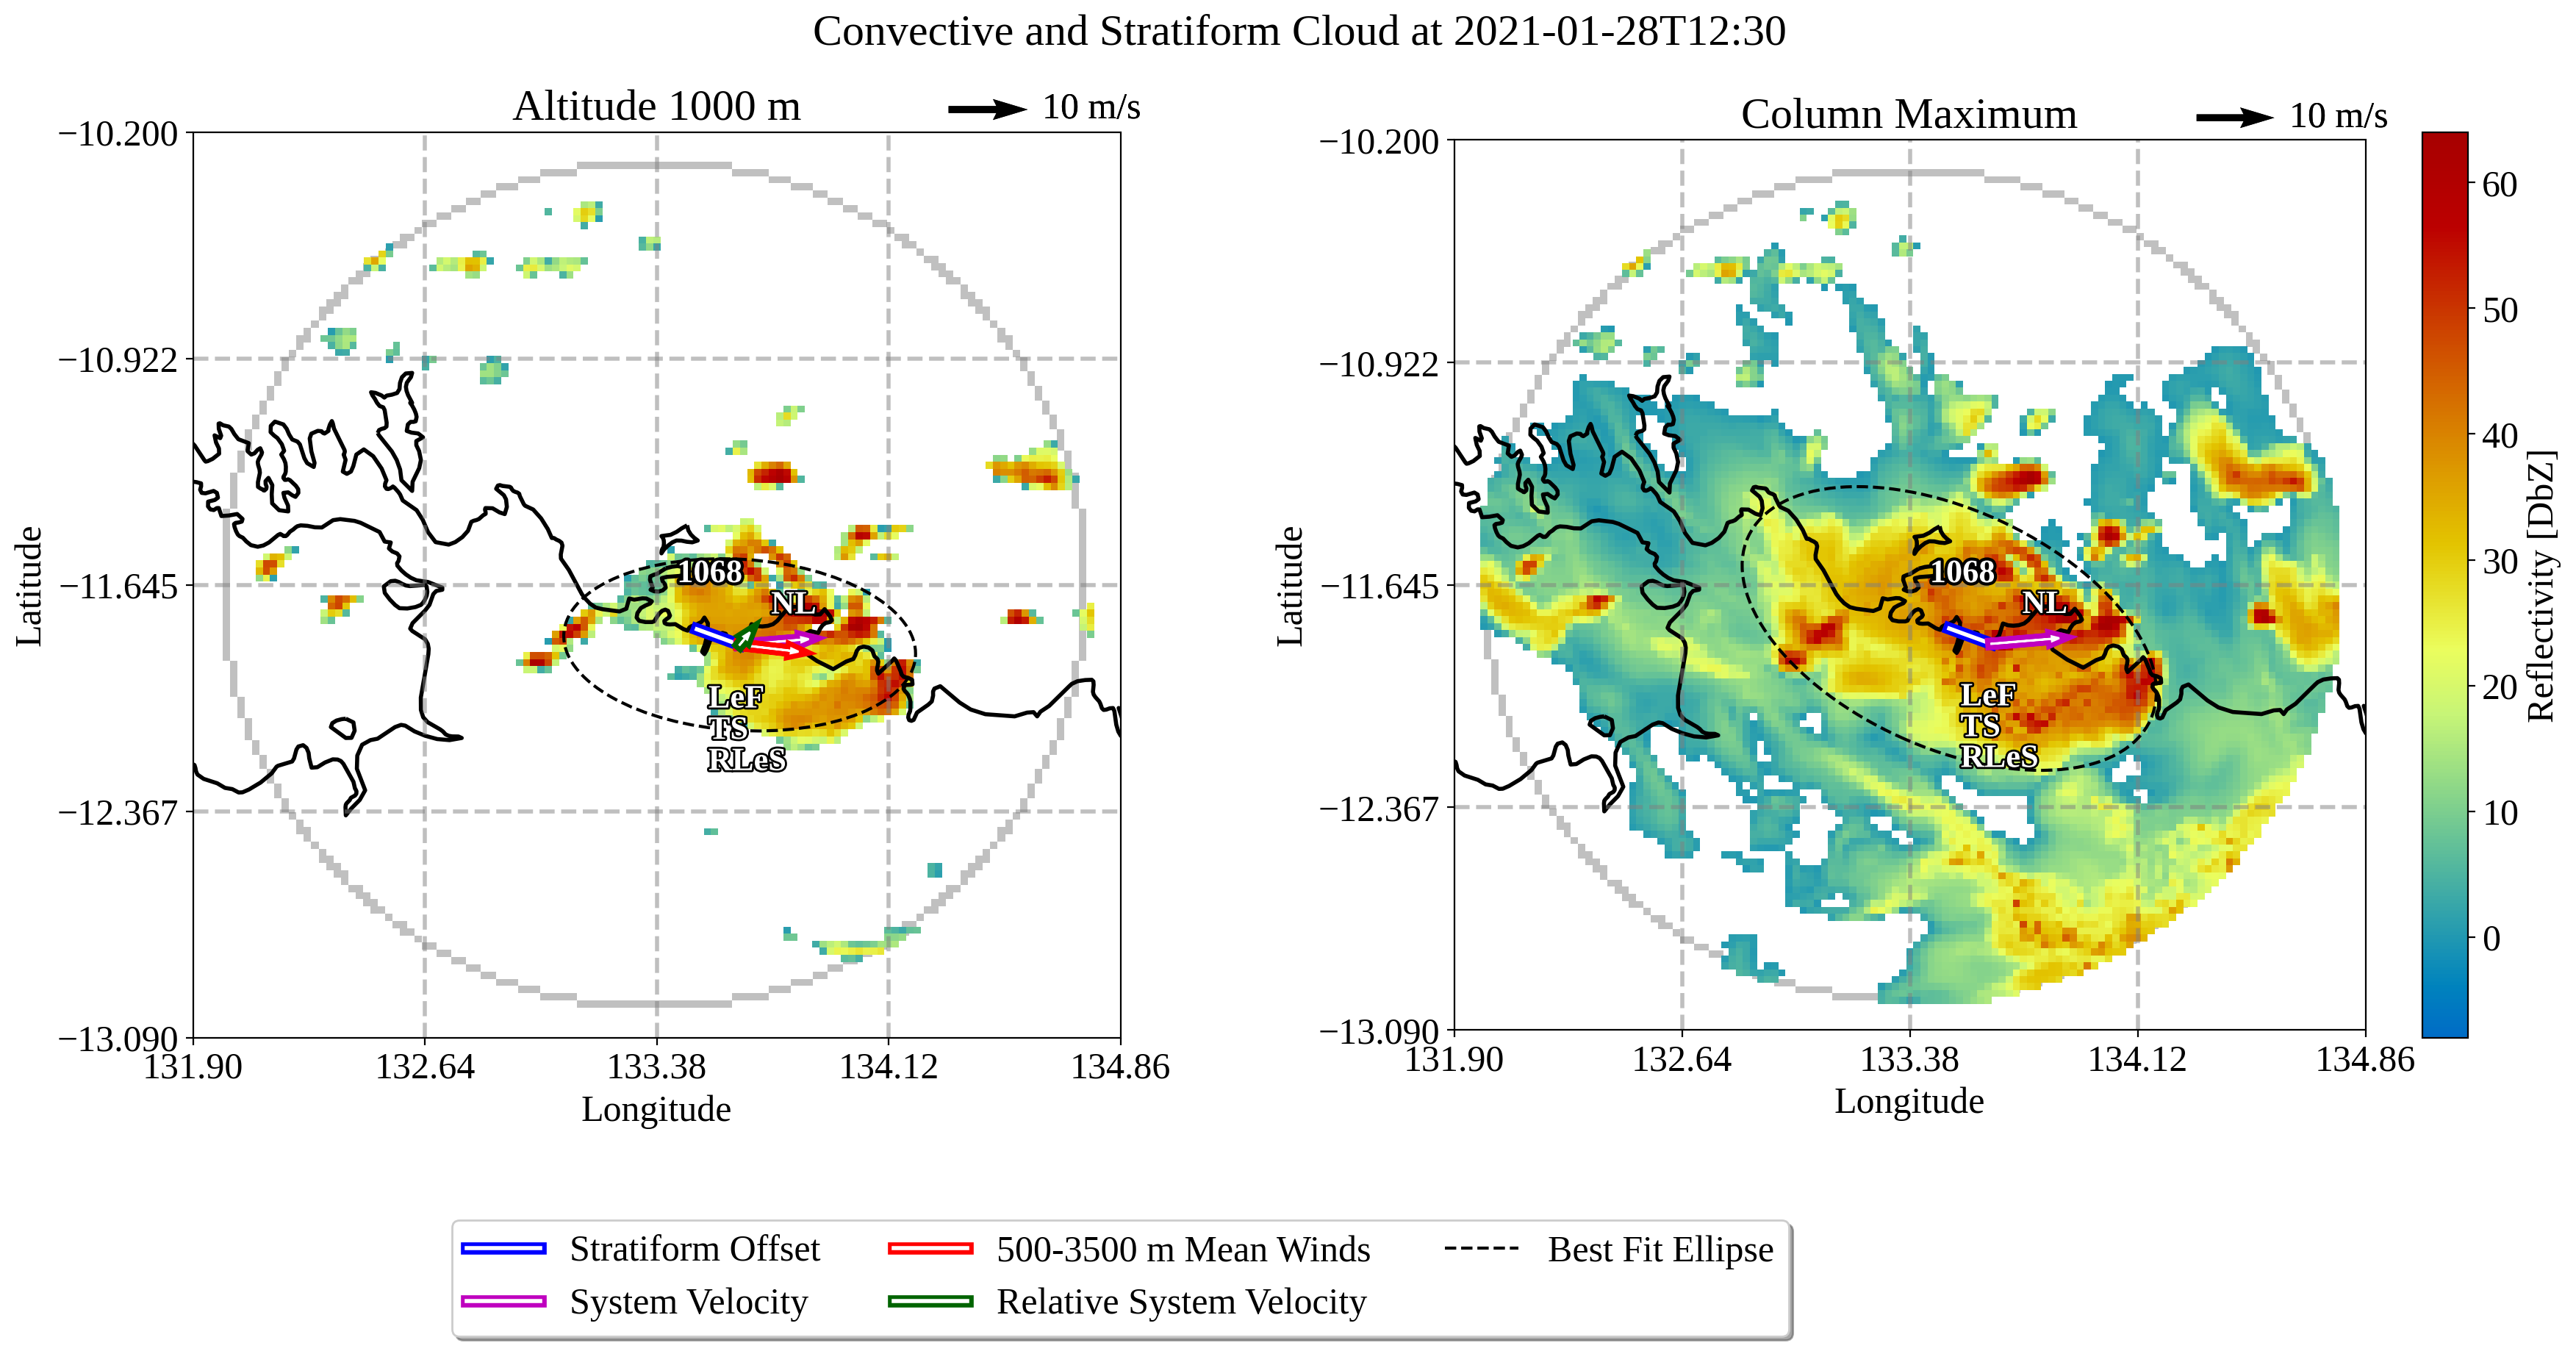 Convective and Stratiform Cloud at 2021-01-28T12:30
Altitude 1000 m
10 m/s
−10.200
−10.922
−11.645
−12.367
−13.090
131.90
132.64
133.38
134.12
134.86
Latitude
Longitude
1068
NL
LeF
TS
RLeS
Column Maximum
10 m/s
−10.200
−10.922
−11.645
−12.367
−13.090
131.90
132.64
133.38
134.12
134.86
Latitude
Longitude
1068
NL
LeF
TS
RLeS
60
50
40
30
20
10
0
Reflectivity [DbZ]
Stratiform Offset
System Velocity
500-3500 m Mean Winds
Relative System Velocity
Best Fit Ellipse